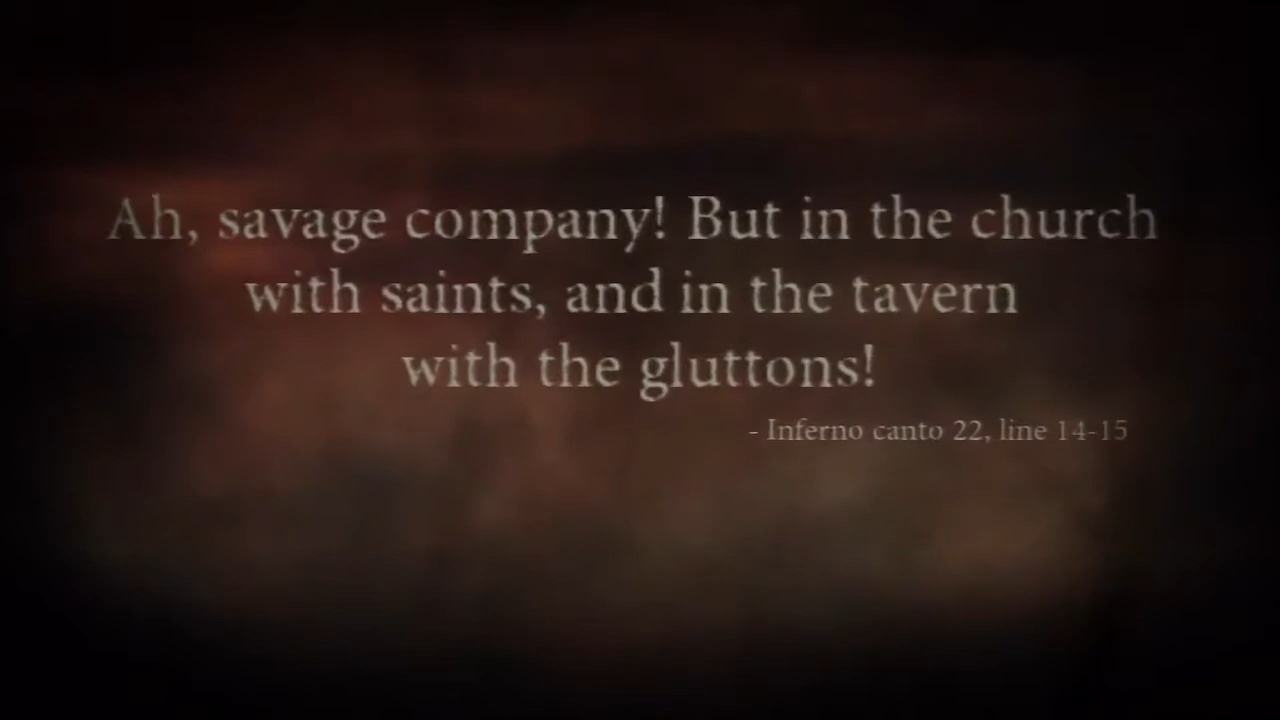 Ah, savage company! But in the church
with saints, and in the tavern
with the gluttons!
- Inferno canto 22, line 14-15